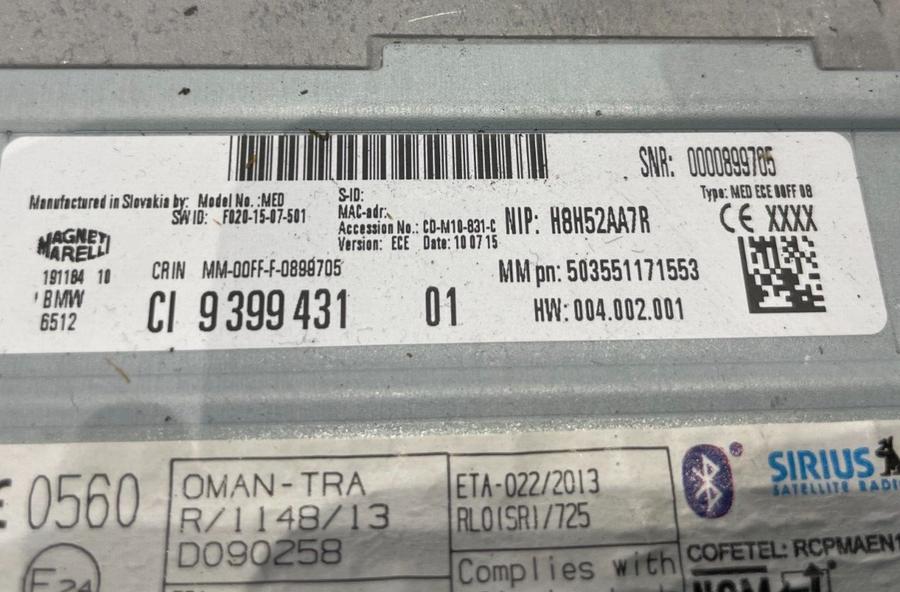 SNR: 0000899705
Manufactured in Slovakia by: Model No.:MED
SW ID: F020-15-07-501
S-ID:
MAC-adr:
Accession No.: CD-M10-831-C
Version: ECE Date: 10 07 15
NIP: H8H52AA7R
Type: MED ECE 00FF 08
CE XXXX
MAGNETI
MARELLI
191184 10
BMW
6512
CRIN MM-00FF-F-0899705
CI 9 399 431 01
MM pn: 503551171553
HW: 004.002.001
0560
OMAN-TRA
R/1148/13
D090258
ETA-022/2013
Complies with
SIRIUS
SATELLITE RADIO
COFETEL: RCPMAEN1
NOM
E24